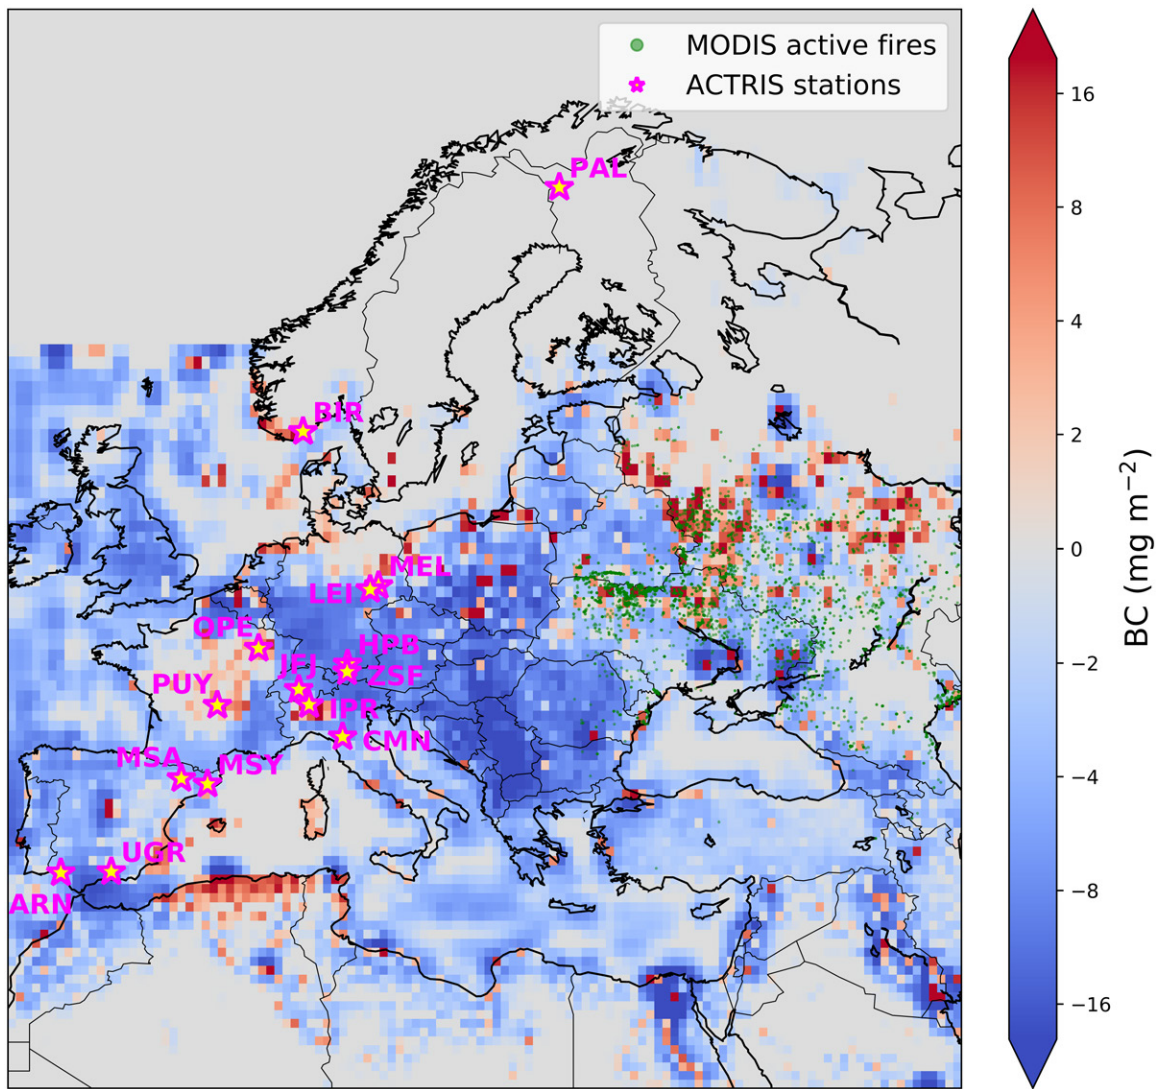 MODIS active fires
ACTRIS stations
PAL
BIR
MEL
LEI
OPE
HPB
JFJ
ZSF
PUY
IPR
CMN
MSA
MSY
UGR
ARN
16
8
4
2
0
−2
−4
−8
−16
BC (mg m⁻²)